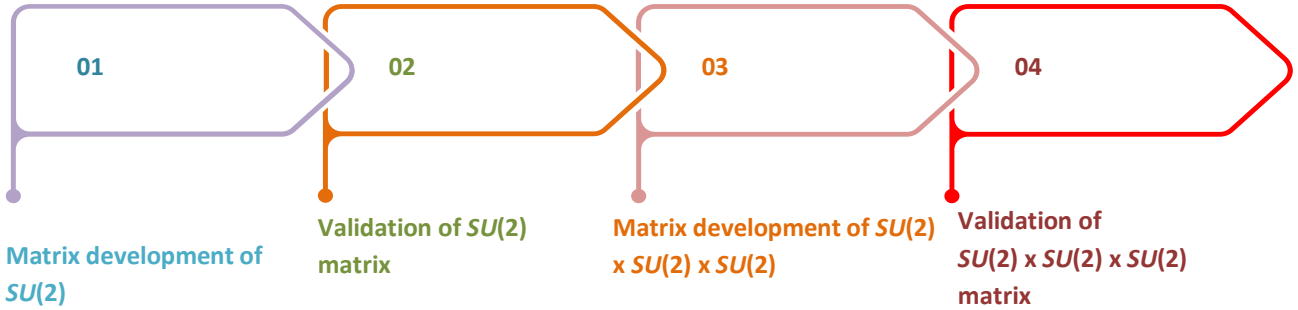 01
02
03
04
Matrix development of
SU(2)
Validation of SU(2)
matrix
Matrix development of SU(2)
x SU(2) x SU(2)
Validation of
SU(2) x SU(2) x SU(2)
matrix